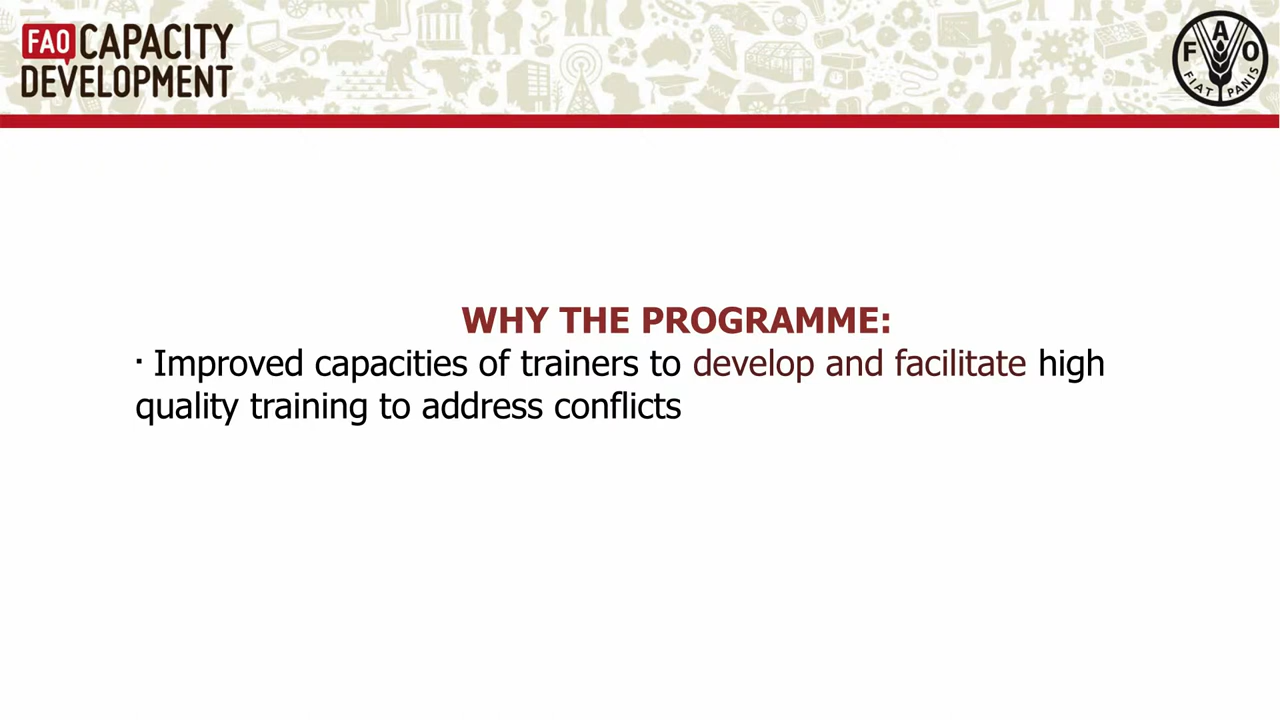 FAO CAPACITY
DEVELOPMENT
F A O
FIAT PANIS
WHY THE PROGRAMME:
· Improved capacities of trainers to develop and facilitate high
quality training to address conflicts